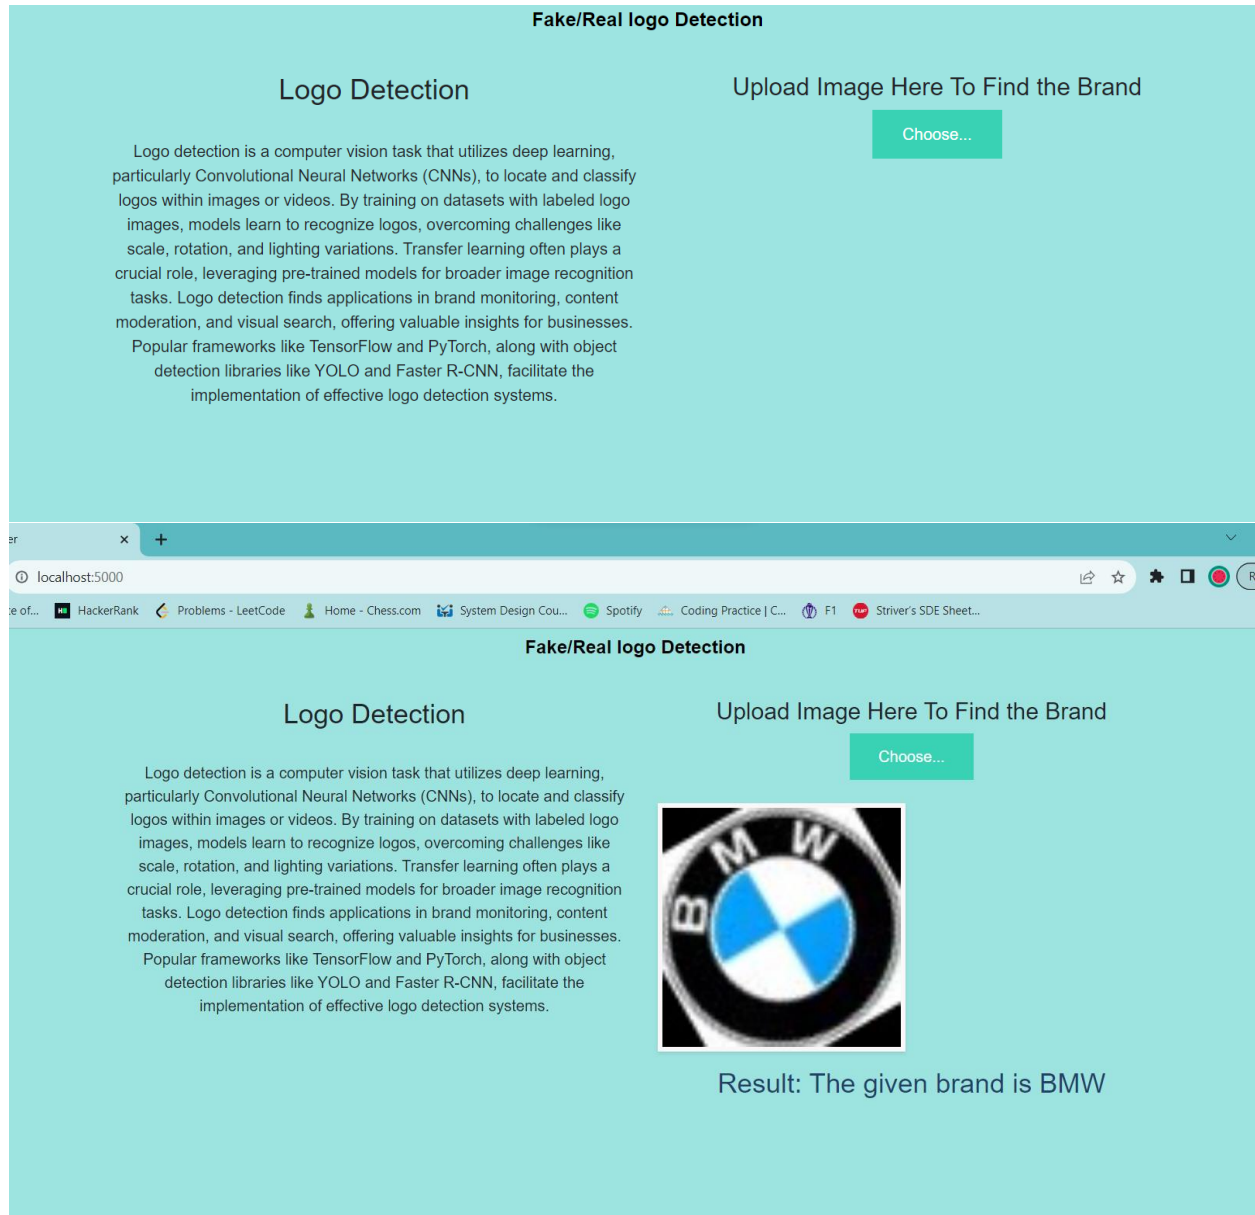 Fake/Real logo Detection
Logo Detection
Logo detection is a computer vision task that utilizes deep learning,
particularly Convolutional Neural Networks (CNNs), to locate and classify
logos within images or videos. By training on datasets with labeled logo
images, models learn to recognize logos, overcoming challenges like
scale, rotation, and lighting variations. Transfer learning often plays a
crucial role, leveraging pre-trained models for broader image recognition
tasks. Logo detection finds applications in brand monitoring, content
moderation, and visual search, offering valuable insights for businesses.
Popular frameworks like TensorFlow and PyTorch, along with object
detection libraries like YOLO and Faster R-CNN, facilitate the
implementation of effective logo detection systems.
Upload Image Here To Find the Brand
Choose...
er
localhost:5000
R
e of... HackerRank Problems - LeetCode Home - Chess.com System Design Cou... Spotify Coding Practice | C... F1 Striver's SDE Sheet...
Fake/Real logo Detection
Logo Detection
Logo detection is a computer vision task that utilizes deep learning,
particularly Convolutional Neural Networks (CNNs), to locate and classify
logos within images or videos. By training on datasets with labeled logo
images, models learn to recognize logos, overcoming challenges like
scale, rotation, and lighting variations. Transfer learning often plays a
crucial role, leveraging pre-trained models for broader image recognition
tasks. Logo detection finds applications in brand monitoring, content
moderation, and visual search, offering valuable insights for businesses.
Popular frameworks like TensorFlow and PyTorch, along with object
detection libraries like YOLO and Faster R-CNN, facilitate the
implementation of effective logo detection systems.
Upload Image Here To Find the Brand
Choose...
BMW
Result: The given brand is BMW